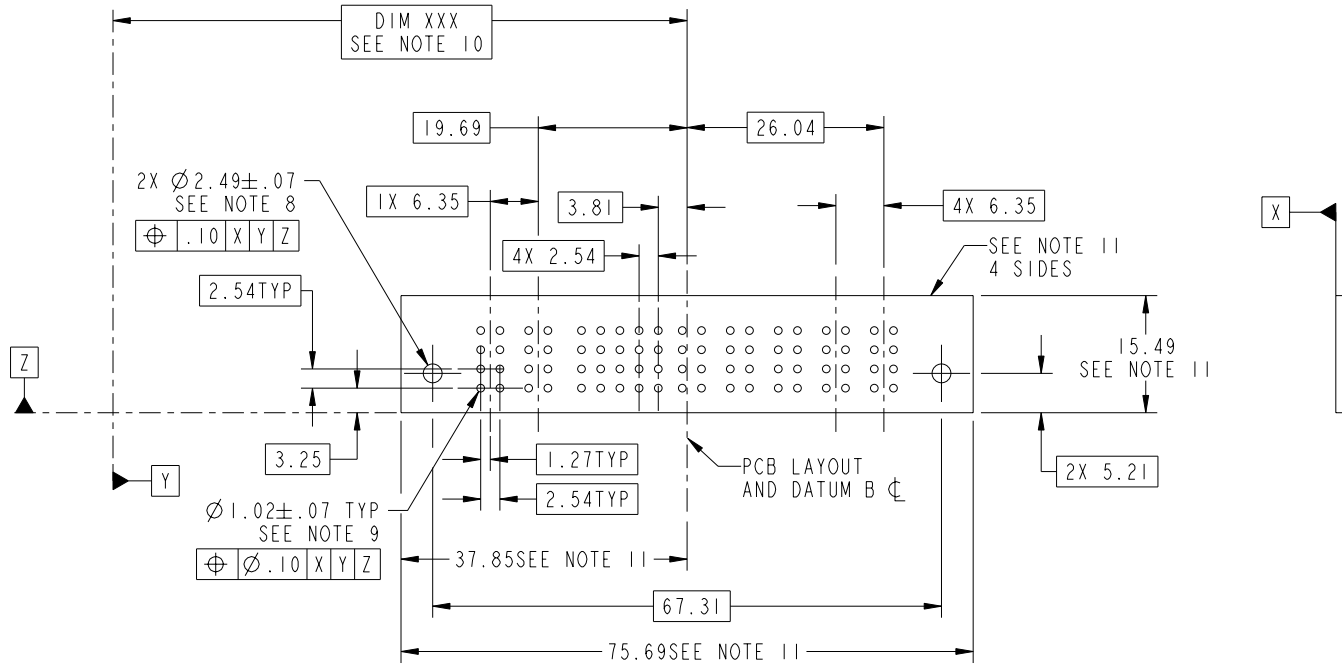 DIM XXX
SEE NOTE 10
19.69
26.04
2X Ø2.49±.07
SEE NOTE 8
⌖ .10 X Y Z
1X 6.35
3.81
4X 6.35
X
4X 2.54
SEE NOTE 11
4 SIDES
2.54TYP
Z
15.49
SEE NOTE 11
3.25
1.27TYP
PCB LAYOUT
AND DATUM B ℄
2X 5.21
Y
2.54TYP
Ø1.02±.07 TYP
SEE NOTE 9
⌖ Ø.10 X Y Z
37.85SEE NOTE 11
67.31
75.69SEE NOTE 11